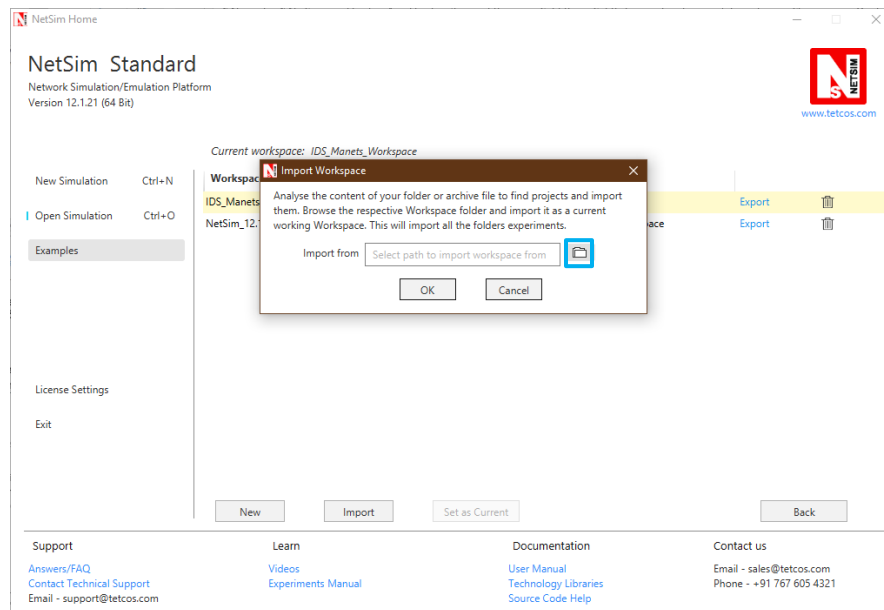 NetSim Home
NetSim Standard
Network Simulation/Emulation Platform
Version 12.1.21 (64 Bit)
NETSIM
www.tetcos.com
Current workspace: IDS_Manets_Workspace
New Simulation Ctrl+N
Open Simulation Ctrl+O
Examples
License Settings
Exit
Workspac
IDS_Manets Export
NetSim_12. ace Export
Import Workspace
Analyse the content of your folder or archive file to find projects and import
them. Browse the respective Workspace folder and import it as a current
working Workspace. This will import all the folders experiments.
Import from Select path to import workspace from
OK Cancel
New Import Set as Current Back
Support Learn Documentation Contact us
Answers/FAQ Videos User Manual Email - sales@tetcos.com
Contact Technical Support Experiments Manual Technology Libraries Phone - +91 767 605 4321
Email - support@tetcos.com Source Code Help